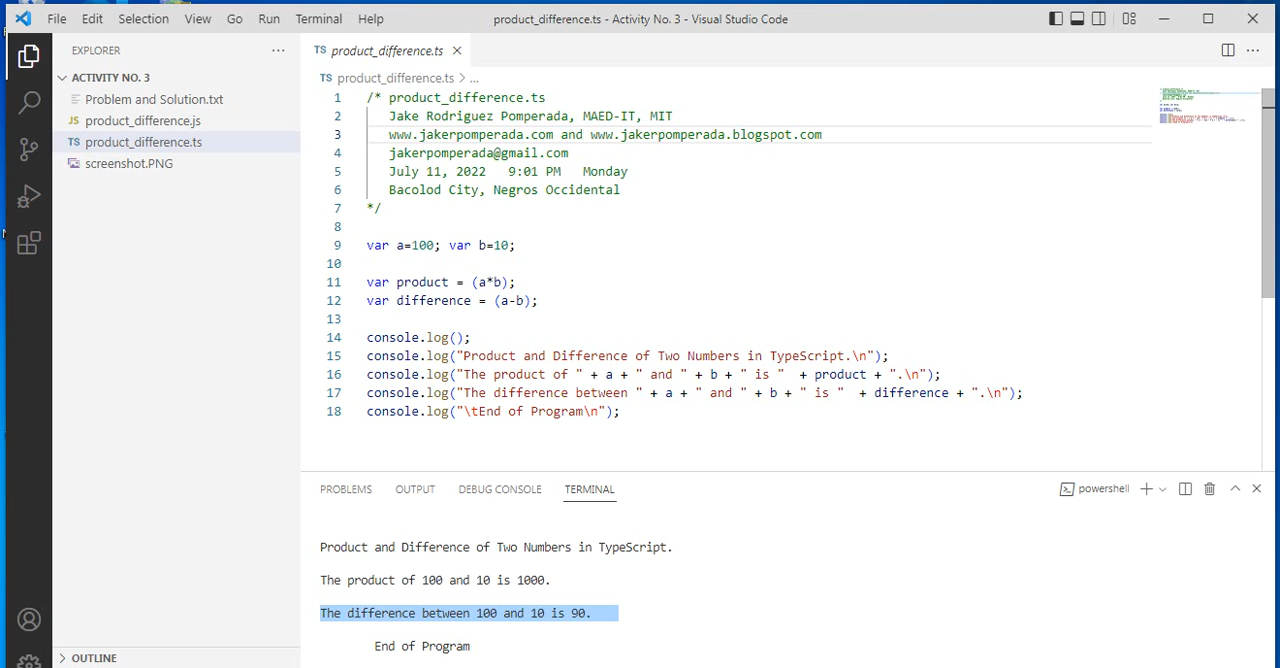 File Edit Selection View Go Run Terminal Help product_difference.ts - Activity No. 3 - Visual Studio Code
EXPLORER
ACTIVITY NO. 3
Problem and Solution.txt
JS product_difference.js
TS product_difference.ts
screenshot.PNG
OUTLINE
TS product_difference.ts
TS product_difference.ts > ...
1 /* product_difference.ts
2 Jake Rodriguez Pomperada, MAED-IT, MIT
3 www.jakerpomperada.com and www.jakerpomperada.blogspot.com
4 jakerpomperada@gmail.com
5 July 11, 2022   9:01 PM   Monday
6 Bacolod City, Negros Occidental
7 */
8
9 var a=100; var b=10;
10
11 var product = (a*b);
12 var difference = (a-b);
13
14 console.log();
15 console.log("Product and Difference of Two Numbers in TypeScript.\n");
16 console.log("The product of " + a + " and " + b + " is "  + product + ".\n");
17 console.log("The difference between " + a + " and " + b + " is "  + difference + ".\n");
18 console.log("\tEnd of Program\n");
PROBLEMS OUTPUT DEBUG CONSOLE TERMINAL powershell
Product and Difference of Two Numbers in TypeScript.
The product of 100 and 10 is 1000.
The difference between 100 and 10 is 90.
End of Program